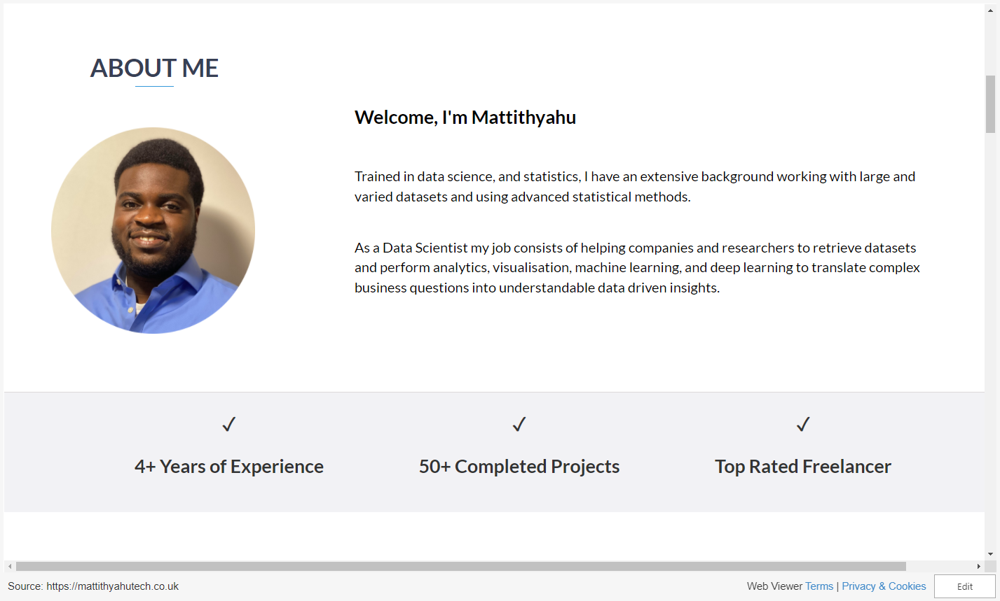 ABOUT ME
Welcome, I'm Mattithyahu
Trained in data science, and statistics, I have an extensive background working with large and
varied datasets and using advanced statistical methods.
As a Data Scientist my job consists of helping companies and researchers to retrieve datasets
and perform analytics, visualisation, machine learning, and deep learning to translate complex
business questions into understandable data driven insights.
✓ ✓ ✓
4+ Years of Experience 50+ Completed Projects Top Rated Freelancer
Source: https://mattithyahutech.co.uk Web Viewer Terms | Privacy & Cookies Edit